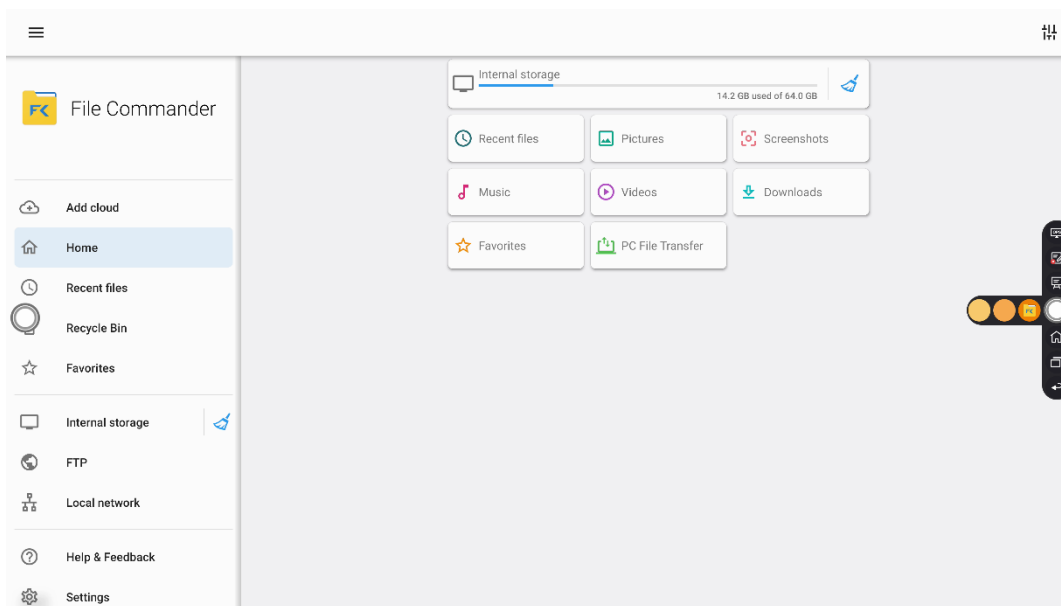 FK File Commander
Add cloud
Home
Recent files
Recycle Bin
Favorites
Internal storage
FTP
Local network
Help & Feedback
Settings
Internal storage
14.2 GB used of 64.0 GB
Recent files
Pictures
Screenshots
Music
Videos
Downloads
Favorites
PC File Transfer